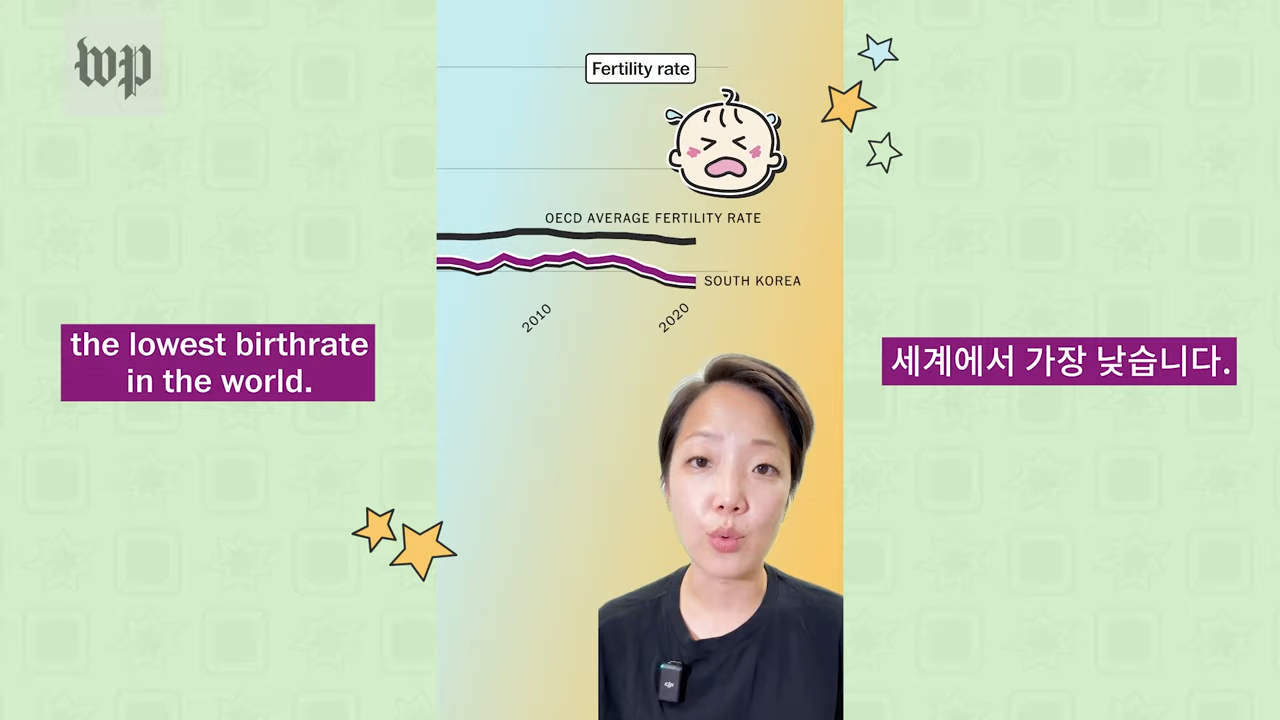 wp
Fertility rate
OECD AVERAGE FERTILITY RATE
SOUTH KOREA
2010
2020
the lowest birthrate
in the world.
세계에서 가장 낮습니다.
dji